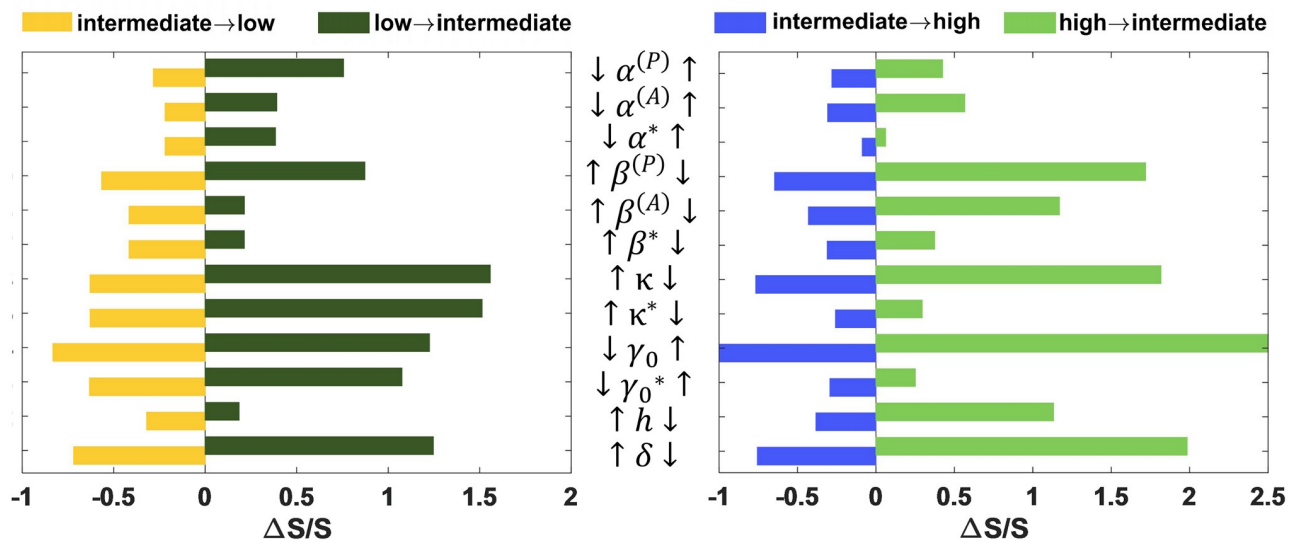 intermediate→low low→intermediate intermediate→high high→intermediate
↓ α^(P) ↑
↓ α^(A) ↑
↓ α* ↑
↑ β^(P) ↓
↑ β^(A) ↓
↑ β* ↓
↑ κ ↓
↑ κ* ↓
↓ γ₀ ↑
↓ γ₀* ↑
↑ h ↓
↑ δ ↓
-1 -0.5 0 0.5 1 1.5 2 -1 -0.5 0 0.5 1 1.5 2 2.5
ΔS/S ΔS/S